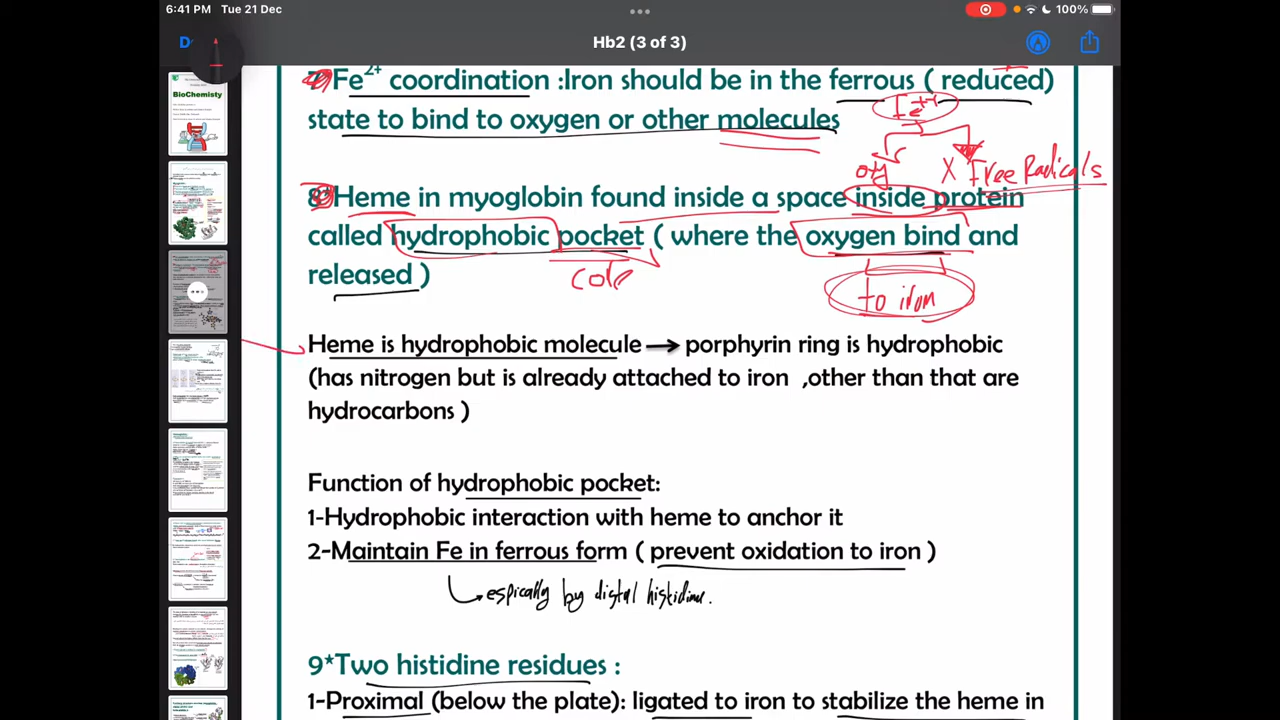 6:41 PM Tue 21 Dec
100%
Hb2 (3 of 3)
BioChemisty
Fe2+ coordination :Iron should be in the ferrous ( reduced)
Fe++
state to bind to oxygen or other molecules
oxy X Free Radicals
8*Heme in myoglobin found inside a space inside protein
called hydrophobic pocket ( where the oxygen bind and
released )
to iron
Heme is hydrophobic molecule → porphyrin ring is hydrophobic
(has nitrogen but is already attached to iron ,other than that are
hydrocarbons )
Function of hydrophobic pocket:
1-Hydrophobic interaction with heme to anchor it
2-Maintain Fe in ferrous form ( prevent oxidation to iron )
espically by distal histidine.
9*Two histidine residues :
1-Proximal (below the plate): ligated to iron to stabilize the heme in